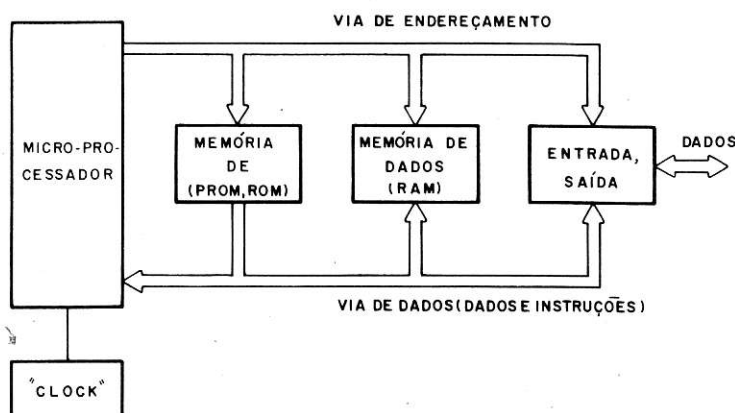 VIA DE ENDEREÇAMENTO
MICRO-PRO-
CESSADOR
MEMÓRIA
DE
(PROM,ROM)
MEMÓRIA DE
DADOS
(RAM)
ENTRADA,
SAÍDA
DADOS
VIA DE DADOS(DADOS E INSTRUÇÕES)
"CLOCK"